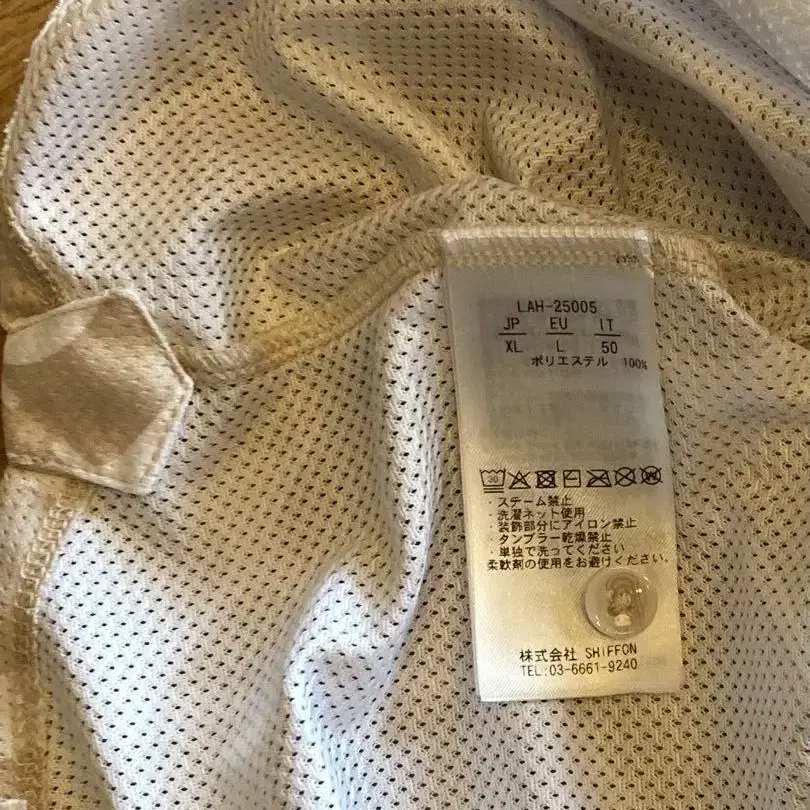 LAH-25005
JP EU IT
XL L 50
ポリエステル 100%
30
W
・スチーム禁止
・洗濯ネット使用
・装飾部分にアイロン禁止
・タンブラー乾燥禁止
・単独で洗ってください
柔軟剤の使用をお避けください。
株式会社 SHIFFON
TEL:03-6661-9240